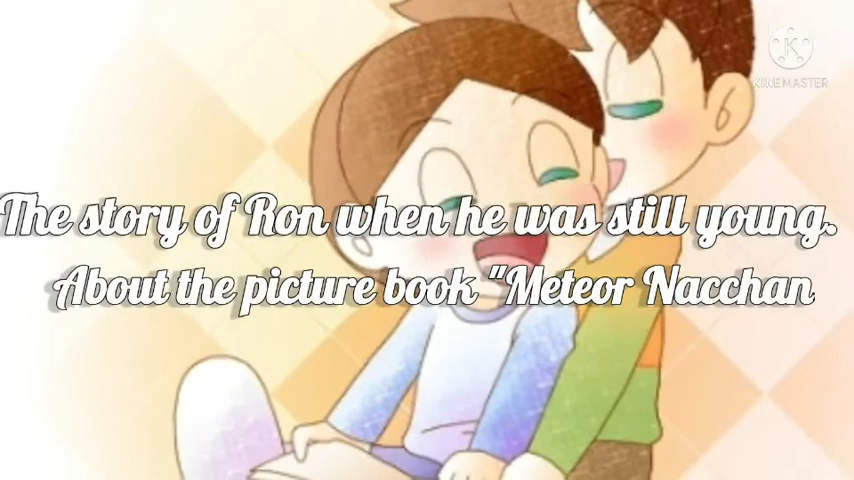 KINEMASTER
The story of Ron when he was still young.
About the picture book "Meteor Nacchan